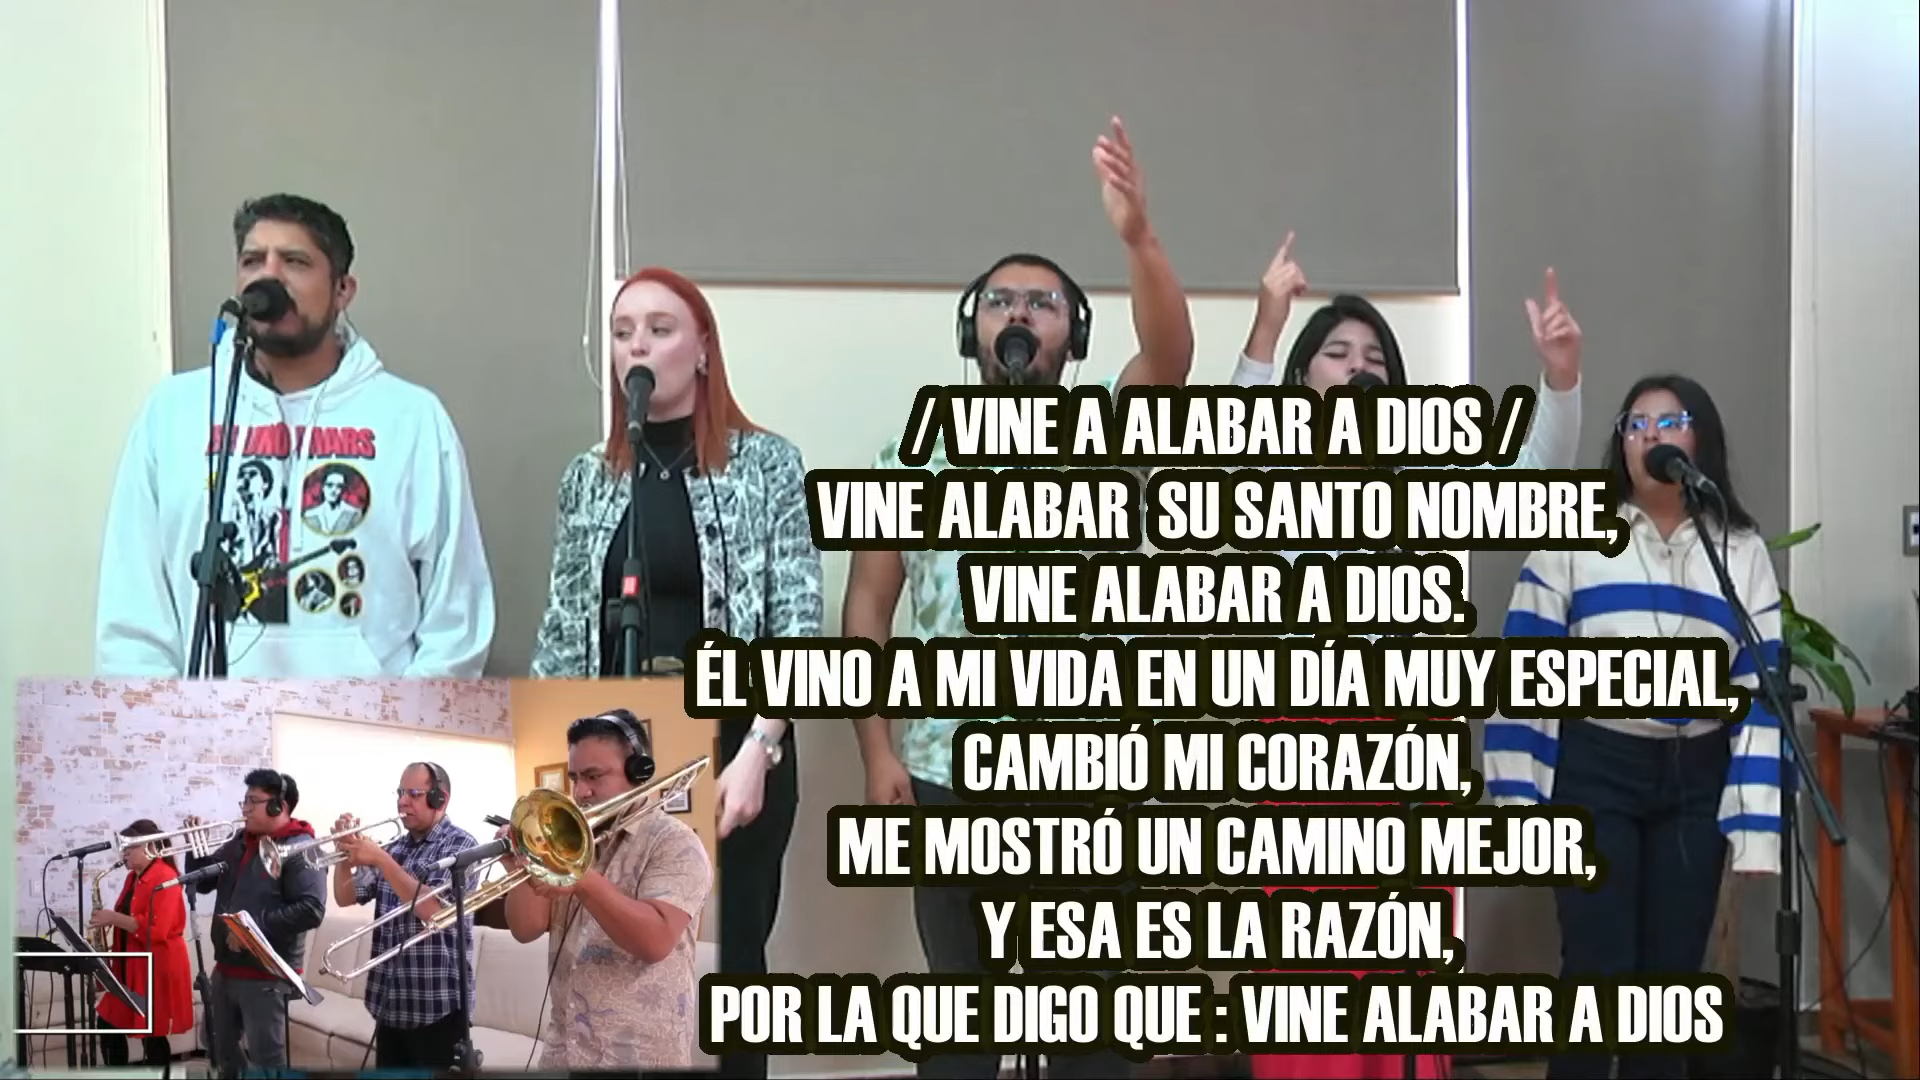 / VINE A ALABAR A DIOS /
VINE ALABAR SU SANTO NOMBRE,
VINE ALABAR A DIOS.
ÉL VINO A MI VIDA EN UN DÍA MUY ESPECIAL,
CAMBIÓ MI CORAZÓN,
ME MOSTRÓ UN CAMINO MEJOR,
Y ESA ES LA RAZÓN,
POR LA QUE DIGO QUE : VINE ALABAR A DIOS